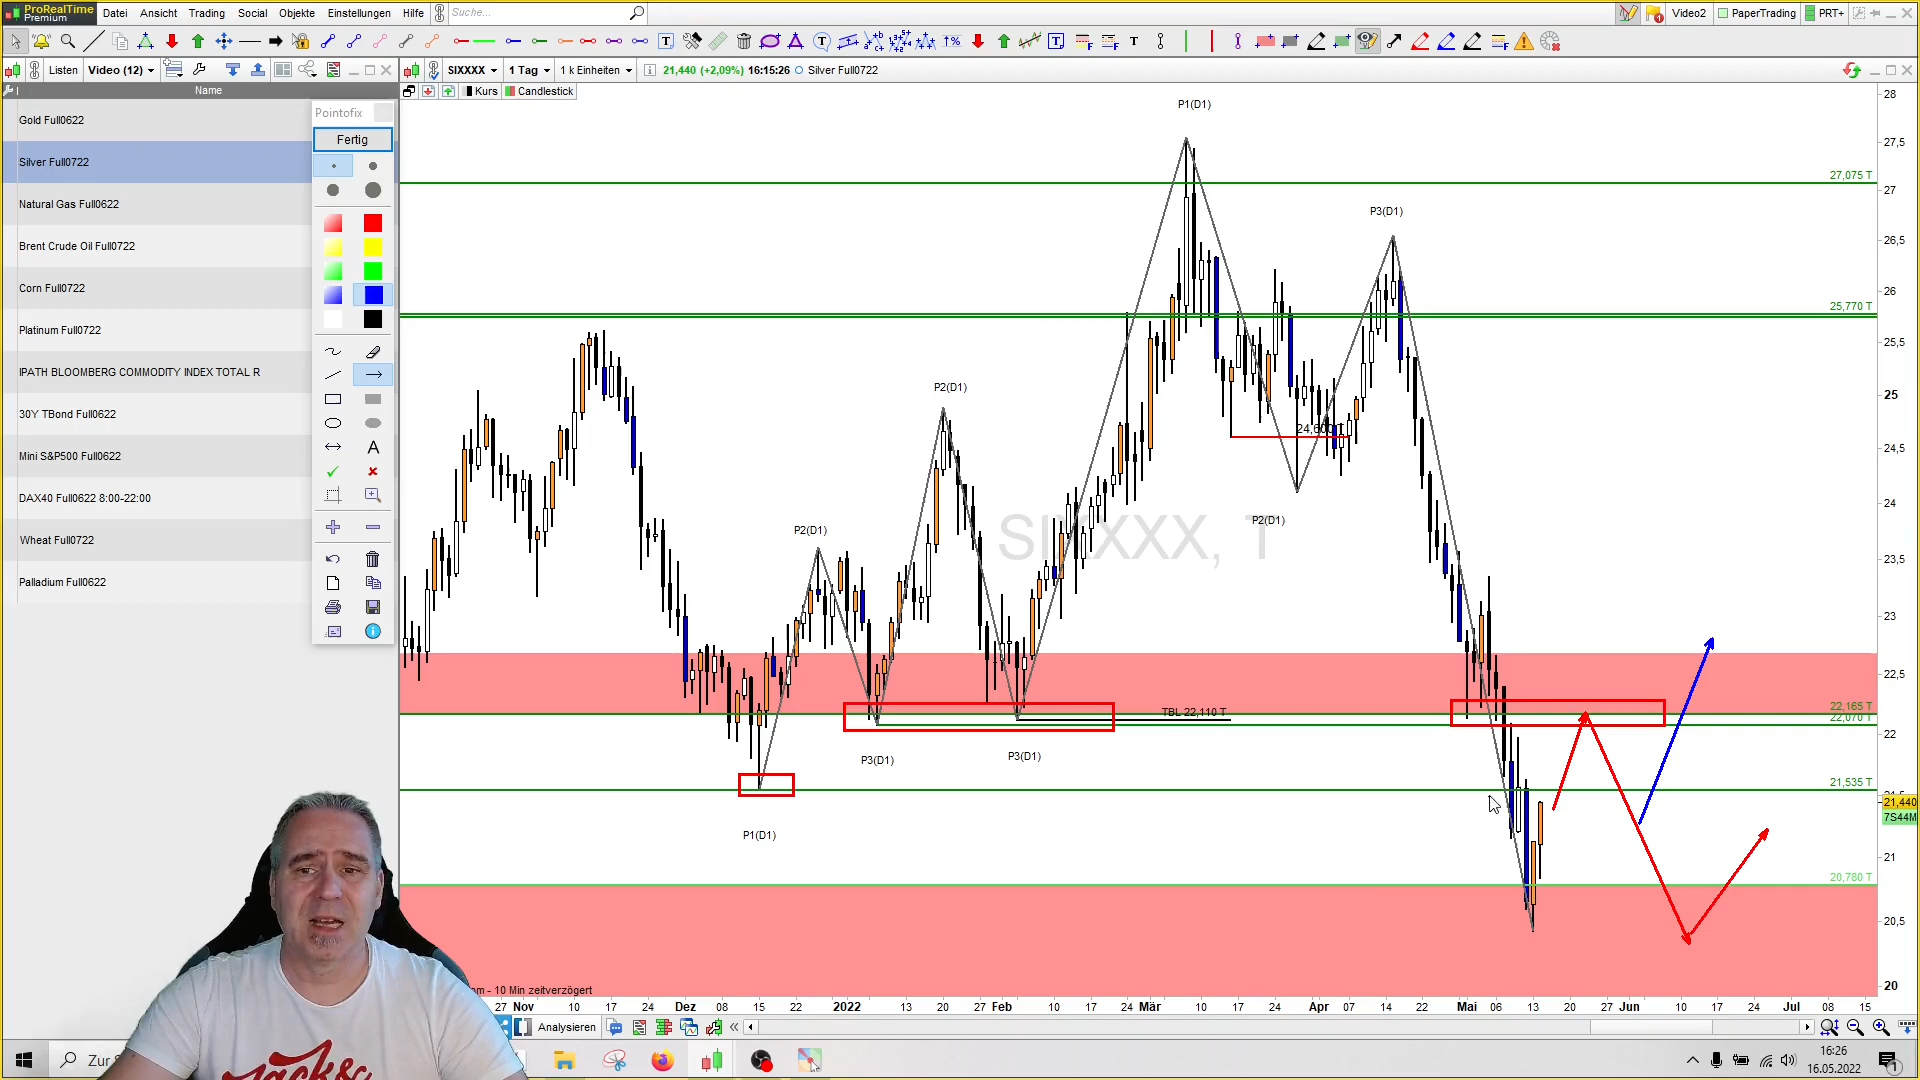 ProRealTime
Premium
Datei Ansicht Trading Social Objekte Einstellungen Hilfe Suche...
Video2 PaperTrading PRT+
Listen Video (12)
SIXXXX 1 Tag 1 k Einheiten 21,440 (+2,09%) 16:15:26 Silver Full0722
Name
Kurs Candlestick
Gold Full0622
Silver Full0722
Natural Gas Full0622
Brent Crude Oil Full0722
Corn Full0722
Platinum Full0722
IPATH BLOOMBERG COMMODITY INDEX TOTAL R
30Y TBond Full0622
Mini S&P500 Full0622
DAX40 Full0622 8:00-22:00
Wheat Full0722
Palladium Full0622
Pointofix
Fertig
P1(D1)
P3(D1)
P2(D1)
P2(D1)
P2(D1)
P3(D1)
P3(D1)
P1(D1)
SIXXXX, T
TBL 22,110 T
27,075 T
25,770 T
24,600 T
22,165 T
22,070 T
21,535 T
20,780 T
28
27,5
27
26,5
26
25,5
25
24,5
24
23,5
23
22,5
22
21,440
7S44M
21
20,5
20
10 Min zeitverzögert
27 Nov 10 17 24 Dez 08 15 22 2022 13 20 27 Feb 10 17 24 Mär 10 17 24 Apr 07 14 22 Mai 06 13 20 27 Jun 10 17 24 Jul 08 15
Analysieren
16:26
16.05.2022